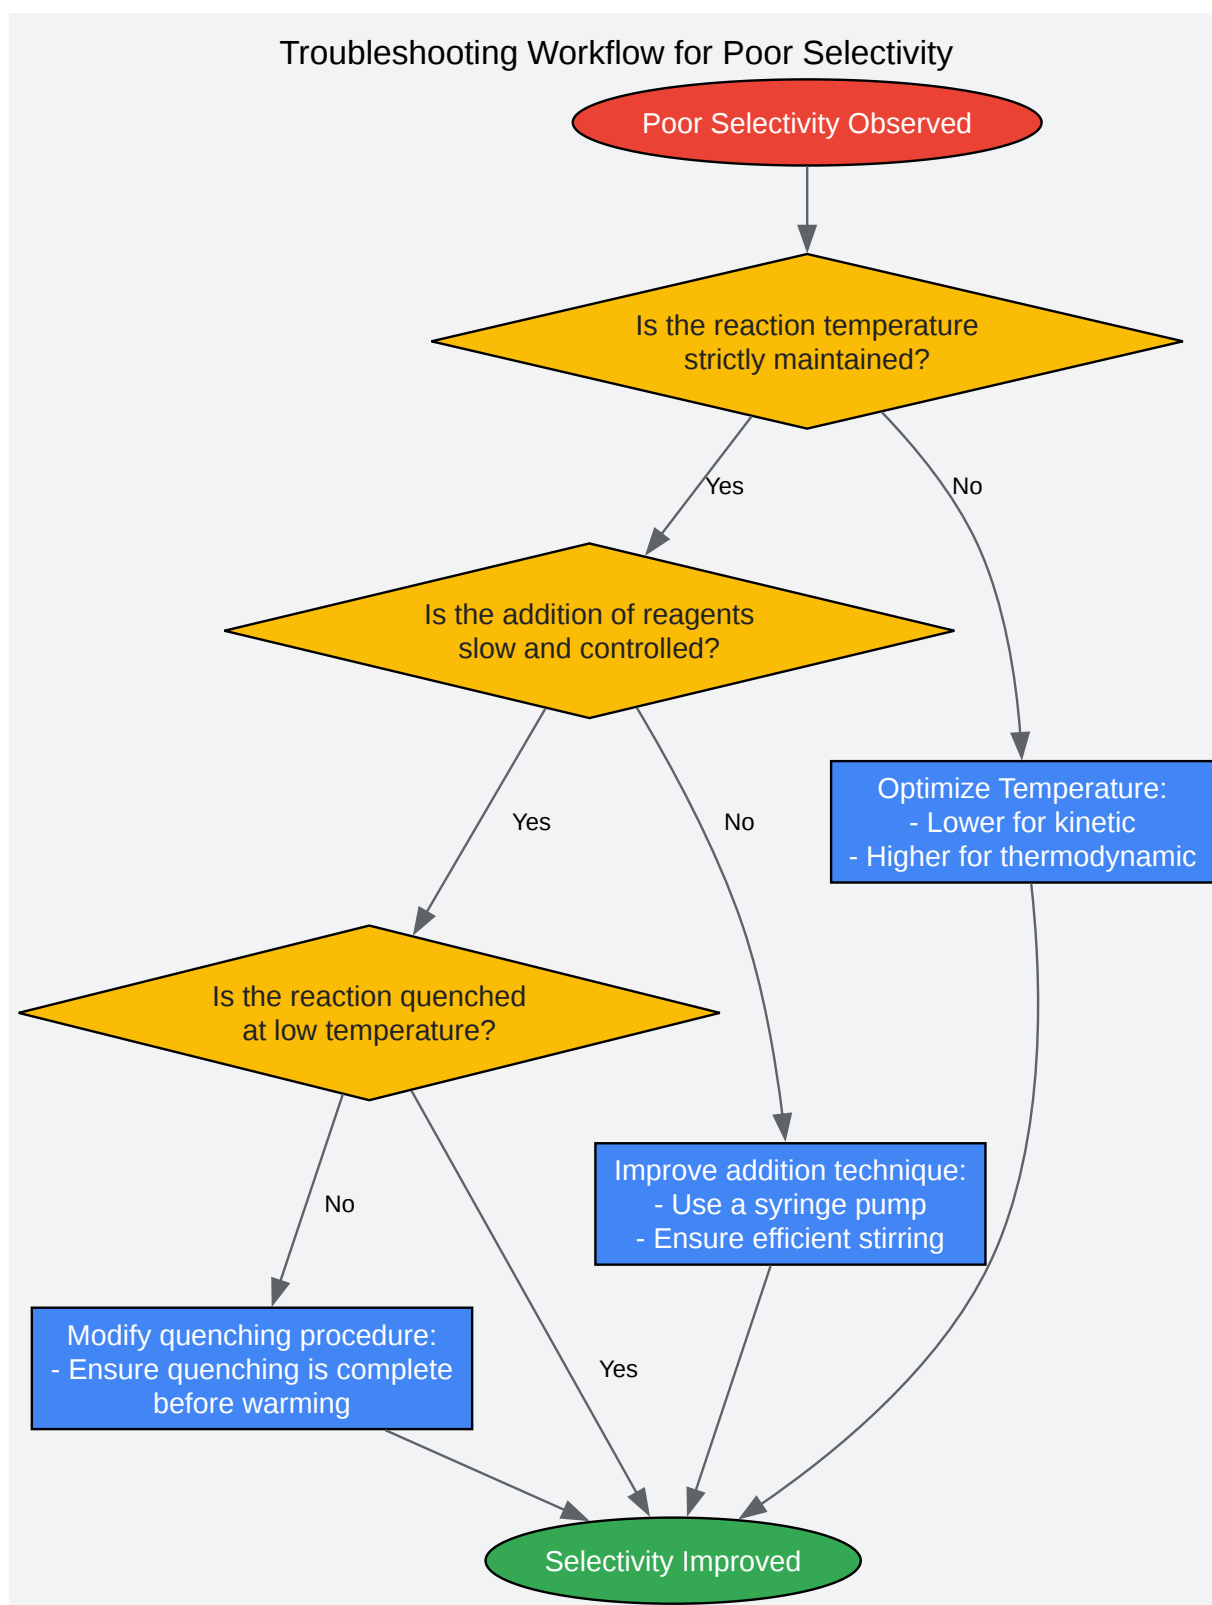 Troubleshooting Workflow for Poor Selectivity
Poor Selectivity Observed
Is the reaction temperature
strictly maintained?
Yes
No
Is the addition of reagents
slow and controlled?
Optimize Temperature:
- Lower for kinetic
- Higher for thermodynamic
Yes
No
Is the reaction quenched
at low temperature?
Improve addition technique:
- Use a syringe pump
- Ensure efficient stirring
No
Modify quenching procedure:
- Ensure quenching is complete
before warming
Yes
Selectivity Improved